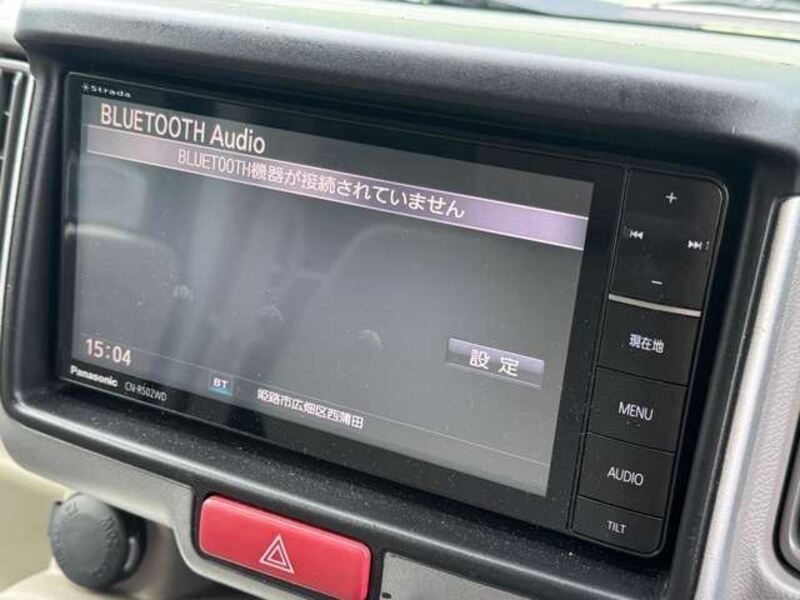 Strada
BLUETOOTH Audio
BLUETOOTH機器が接続されていません
設定
15:04
BT
姫路市広畑区西蒲田
Panasonic CN-R502WD
+
−
現在地
MENU
AUDIO
TILT